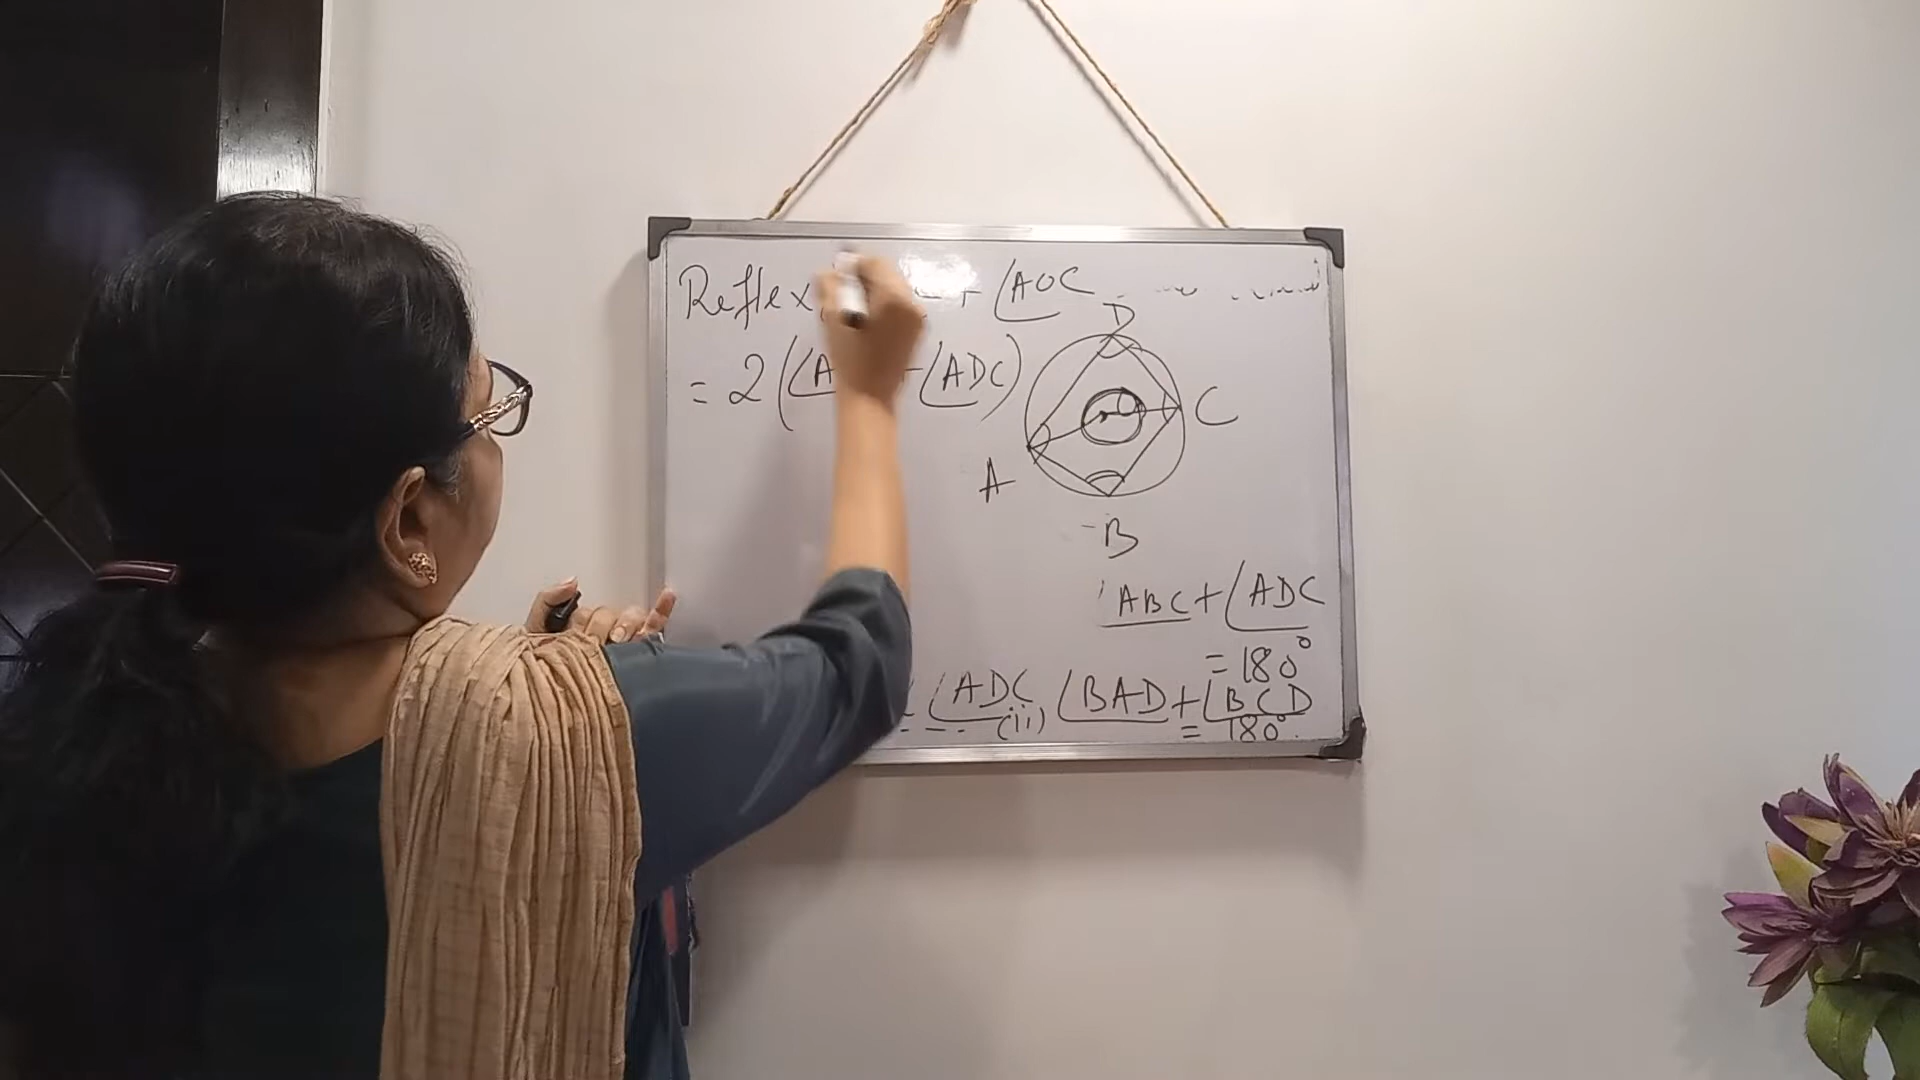 Reflex + ∠AOC
= 2 (∠A + ∠ADC)
D
O
C
A
B
ABC + ∠ADC
= 180°
∠ADC
(ii)
∠BAD + ∠BCD
= 180°